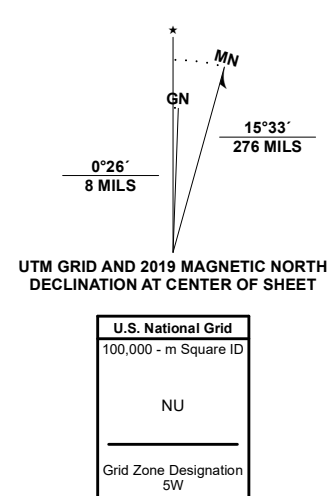 ★
MN
GN
15°33´
276 MILS
0°26´
8 MILS
UTM GRID AND 2019 MAGNETIC NORTH
DECLINATION AT CENTER OF SHEET
U.S. National Grid
100,000 - m Square ID
NU
Grid Zone Designation
5W